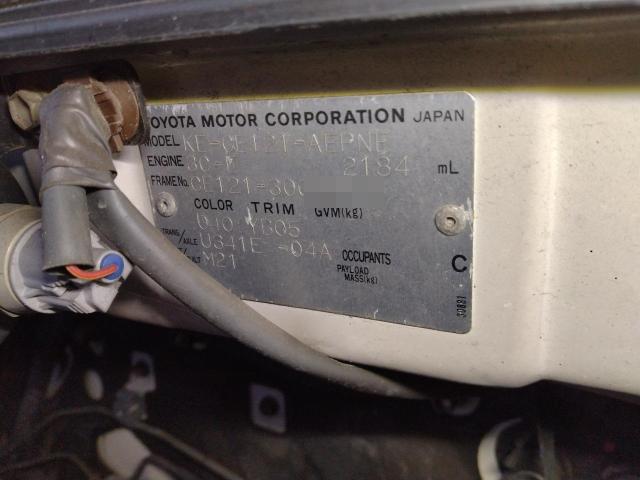 TOYOTA MOTOR CORPORATION JAPAN
MODEL KE-CE121-AEPNE
ENGINE 3C-E 2184 mL
FRAME No. CE121-300
COLOR TRIM GVM(kg)
040 YB05
TRANS/AXLE U341E -04A OCCUPANTS
M21 PAYLOAD MASS(kg) C
30881